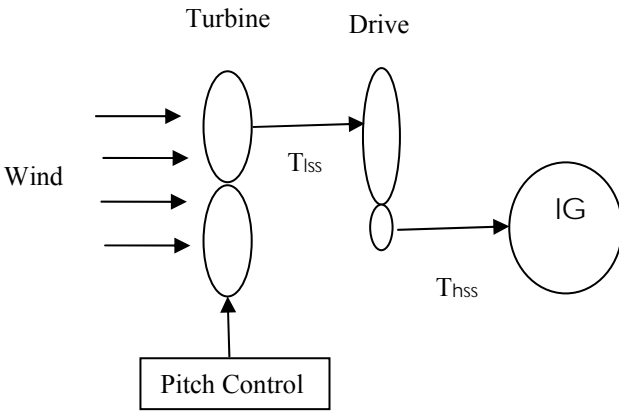 Turbine
Drive
Wind
Tlss
IG
Thss
Pitch Control